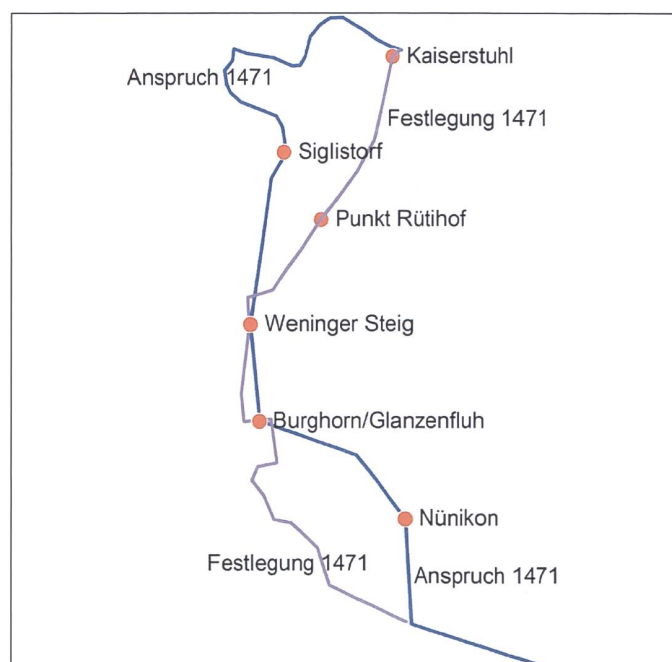 Kaiserstuhl
Anspruch 1471
Festlegung 1471
Siglistorf
Punkt Rütihof
Weninger Steig
Burghorn/Glanzenfluh
Nünikon
Festlegung 1471
Anspruch 1471